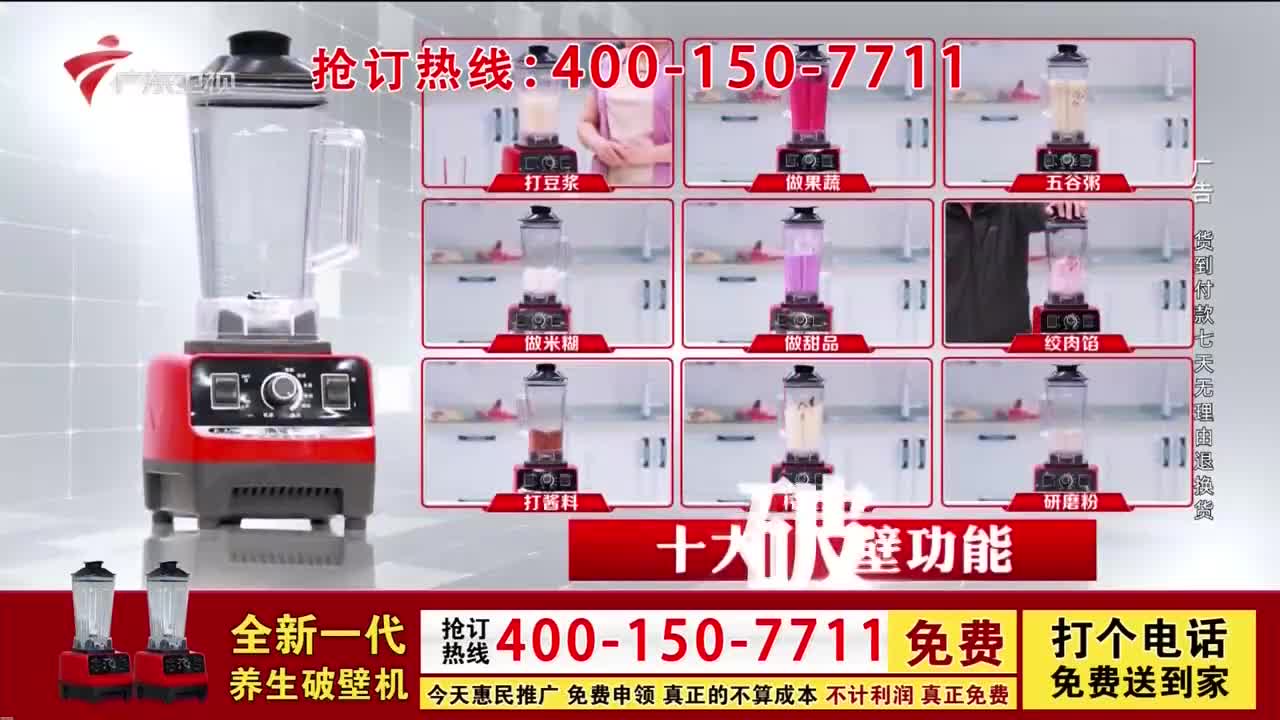 广东卫视
抢订热线：400-150-7711
打豆浆
做果蔬
五谷粥
做米糊
做甜品
绞肉馅
打酱料
研磨粉
十大破壁功能
广告 货到付款七天无理由退换货
全新一代
养生破壁机
抢订
热线
400-150-7711
免费
今天惠民推广 免费申领 真正的不算成本 不计利润 真正免费
打个电话
免费送到家